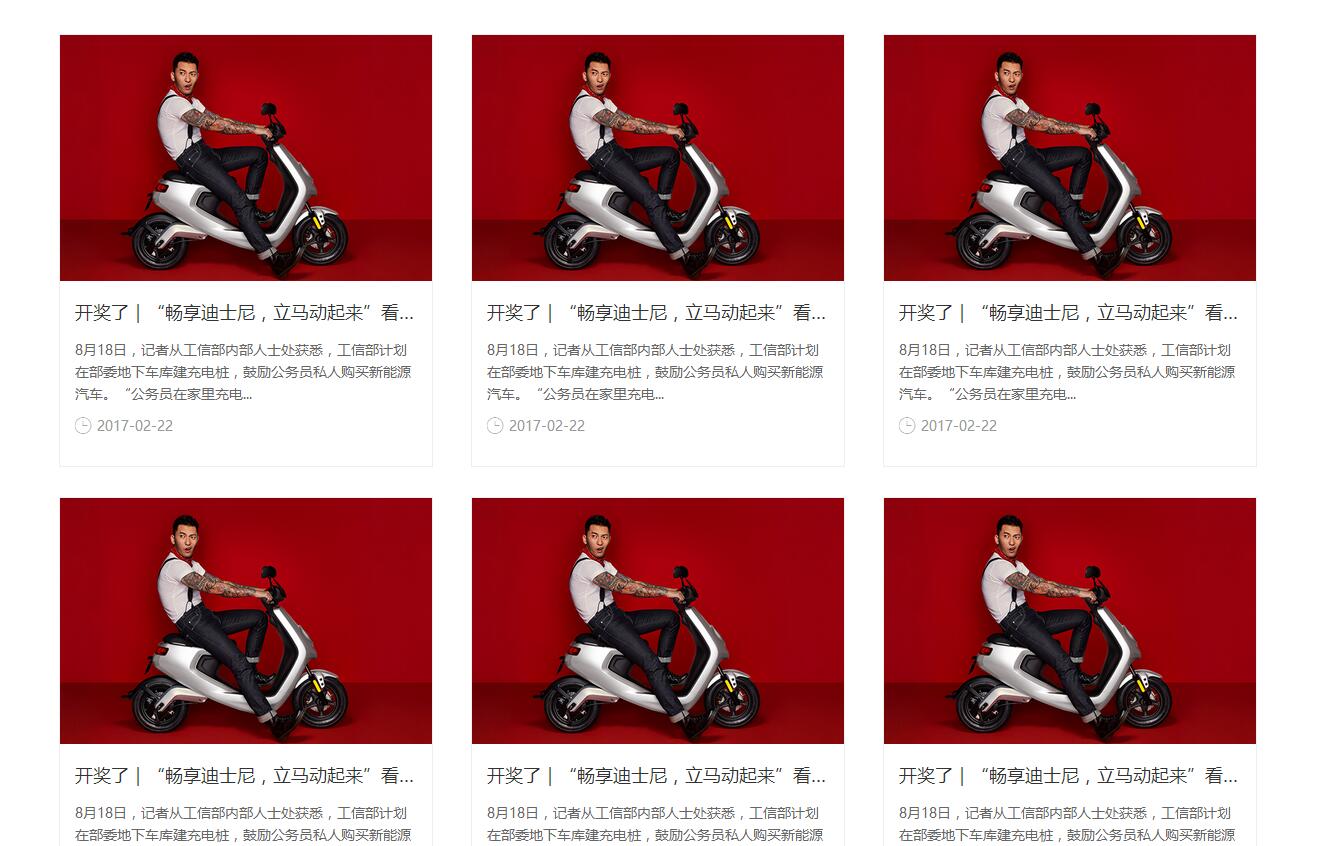 开奖了 | “畅享迪士尼，立马动起来”看...
8月18日，记者从工信部内部人士处获悉，工信部计划
在部委地下车库建充电桩，鼓励公务员私人购买新能源
汽车。“公务员在家里充电...
2017-02-22
开奖了 | “畅享迪士尼，立马动起来”看...
8月18日，记者从工信部内部人士处获悉，工信部计划
在部委地下车库建充电桩，鼓励公务员私人购买新能源
汽车。“公务员在家里充电...
2017-02-22
开奖了 | “畅享迪士尼，立马动起来”看...
8月18日，记者从工信部内部人士处获悉，工信部计划
在部委地下车库建充电桩，鼓励公务员私人购买新能源
汽车。“公务员在家里充电...
2017-02-22
开奖了 | “畅享迪士尼，立马动起来”看...
8月18日，记者从工信部内部人士处获悉，工信部计划
在部委地下车库建充电桩，鼓励公务员私人购买新能源
开奖了 | “畅享迪士尼，立马动起来”看...
8月18日，记者从工信部内部人士处获悉，工信部计划
在部委地下车库建充电桩，鼓励公务员私人购买新能源
开奖了 | “畅享迪士尼，立马动起来”看...
8月18日，记者从工信部内部人士处获悉，工信部计划
在部委地下车库建充电桩，鼓励公务员私人购买新能源